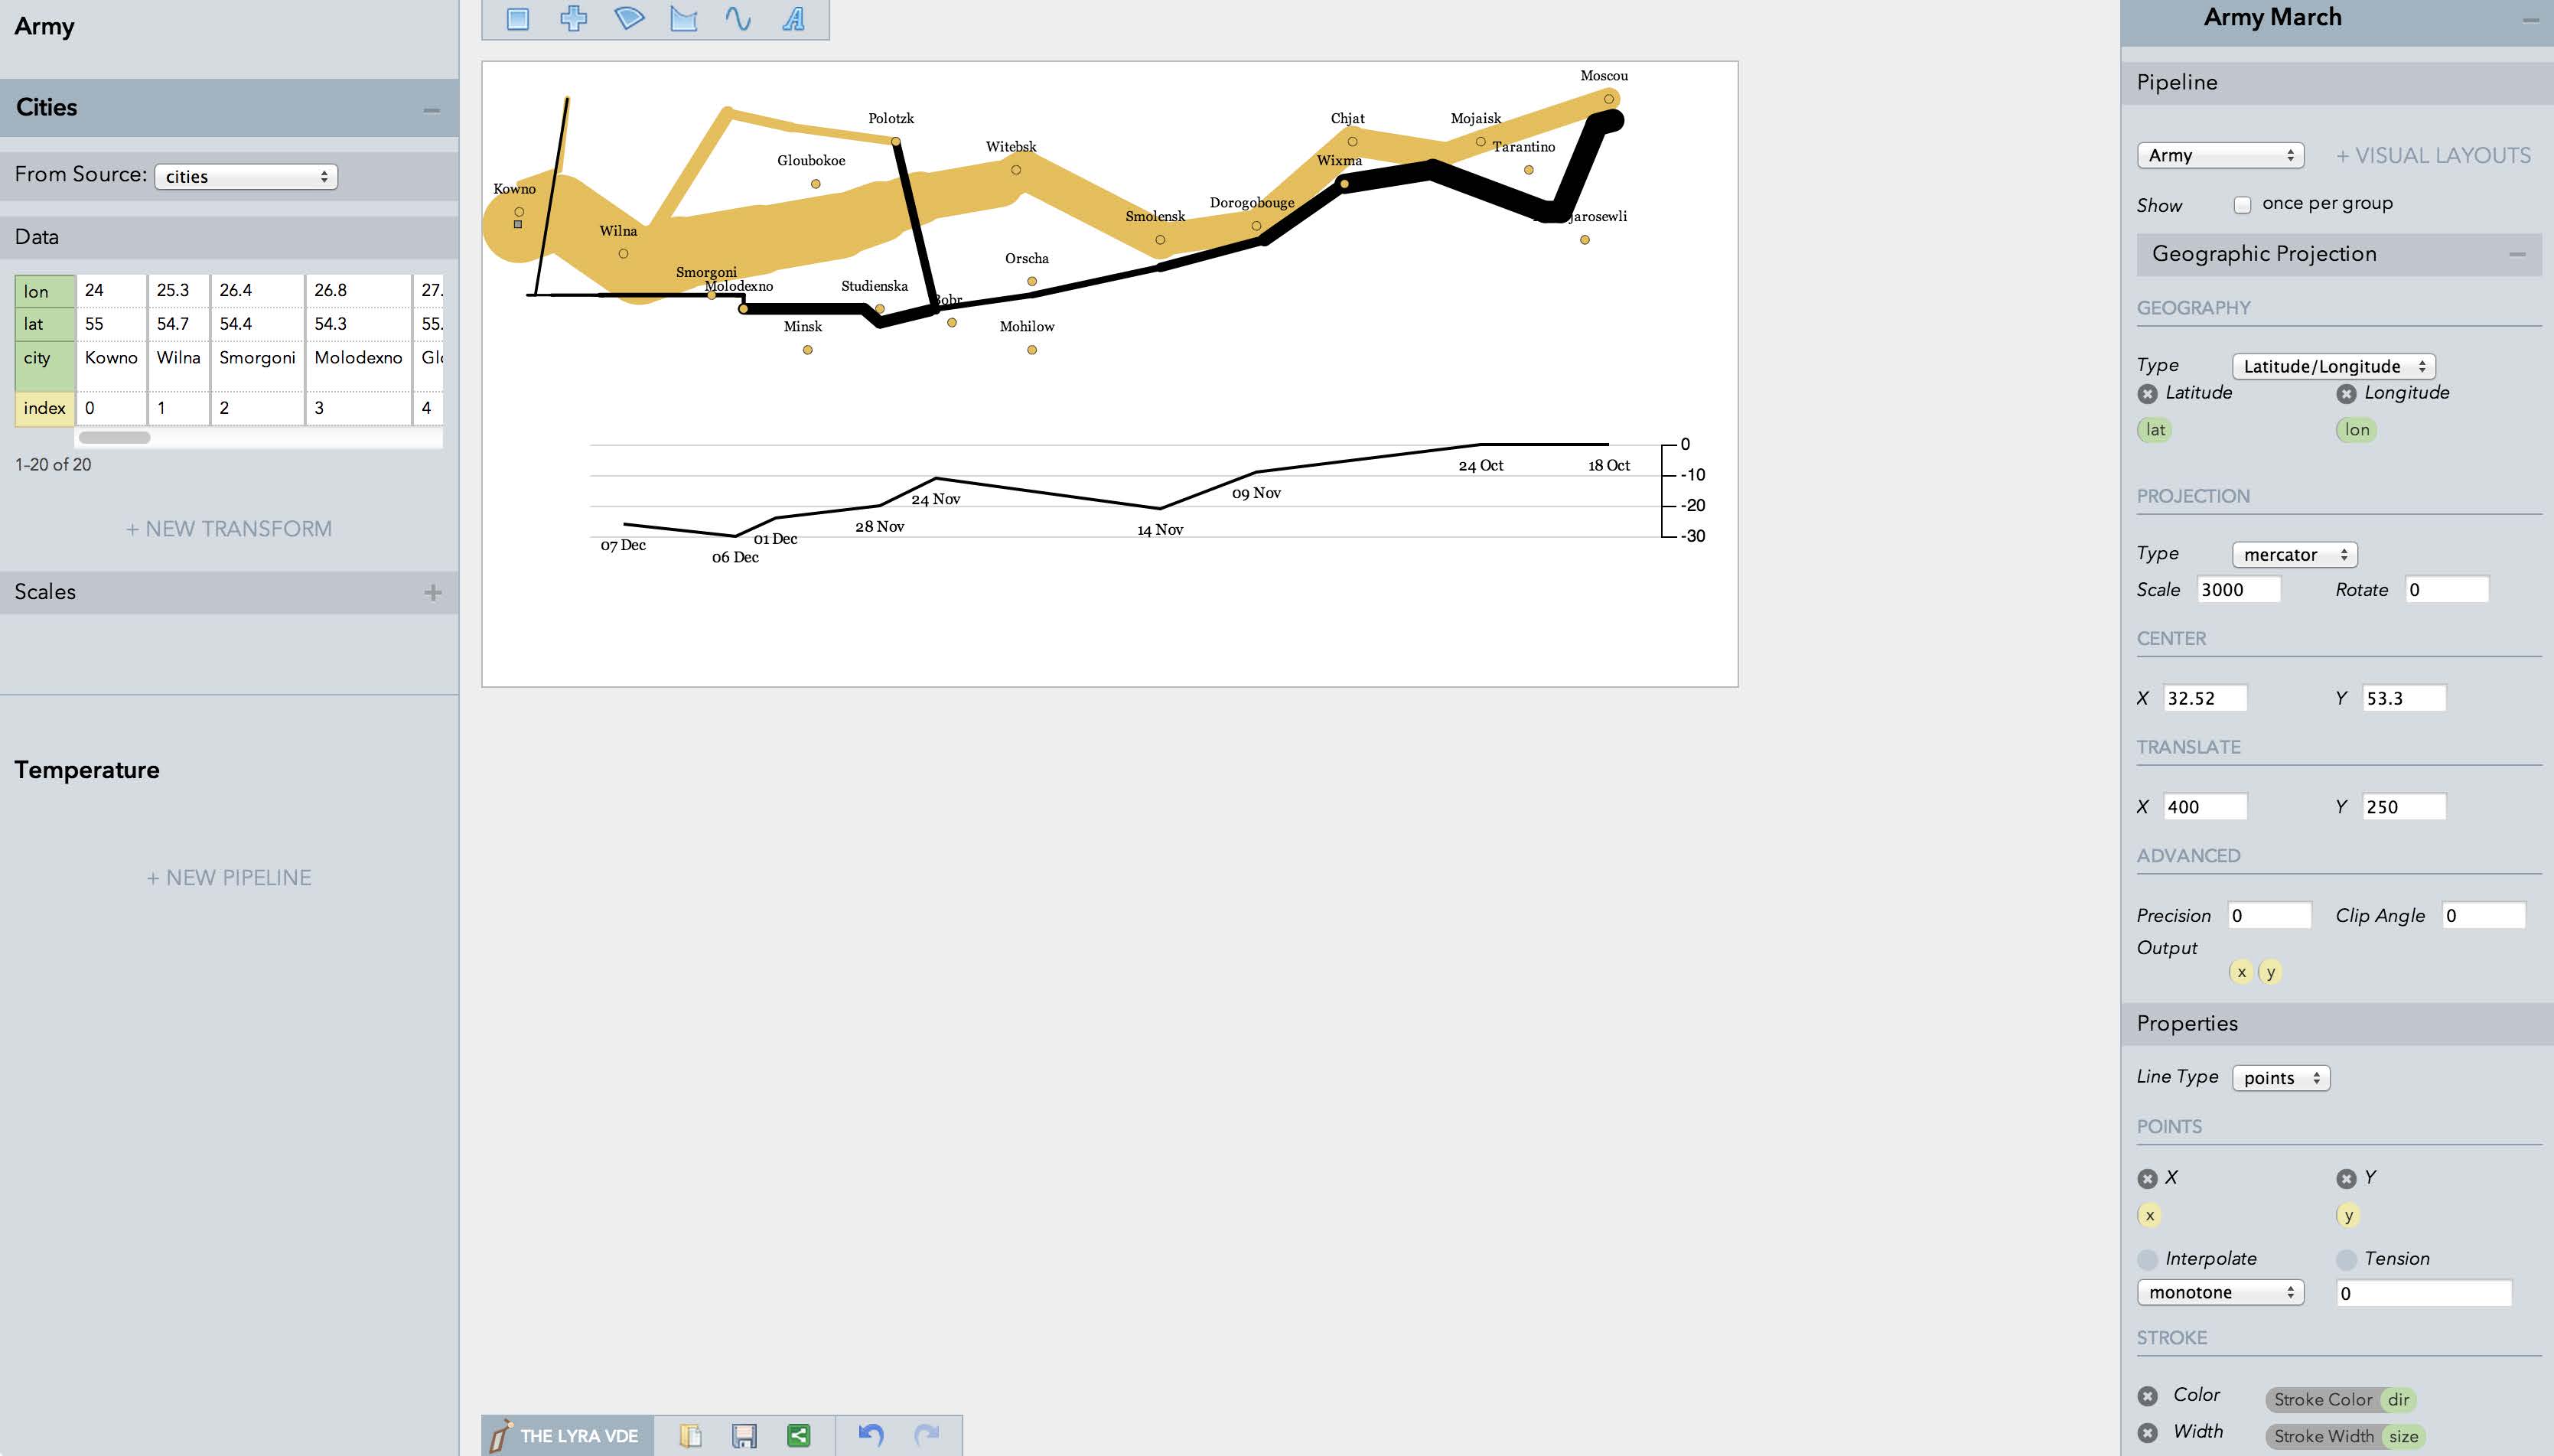 Army
Cities
From Source: cities
Data
lon 24 25.3 26.4 26.8 27.
lat 55 54.7 54.4 54.3 55.
city Kowno Wilna Smorgoni Molodexno Glo
index 0 1 2 3 4
1-20 of 20
+ NEW TRANSFORM
Scales
Temperature
+ NEW PIPELINE
Moscou
Polotzk
Chjat
Mojaisk
Witebsk
Tarantino
Gloubokoe
Wixma
Kowno
Dorogobouge
Smolensk
jarosewli
Wilna
Orscha
Smorgoni
Molodexno
Studienska
Bobr
Minsk
Mohilow
0
24 Oct
18 Oct
-10
09 Nov
24 Nov
-20
28 Nov
14 Nov
-30
01 Dec
07 Dec
06 Dec
THE LYRA VDE
Army March
Pipeline
Army + VISUAL LAYOUTS
Show once per group
Geographic Projection
GEOGRAPHY
Type Latitude/Longitude
Latitude Longitude
lat lon
PROJECTION
Type mercator
Scale 3000 Rotate 0
CENTER
X 32.52 Y 53.3
TRANSLATE
X 400 Y 250
ADVANCED
Precision 0 Clip Angle 0
Output
x y
Properties
Line Type points
POINTS
X Y
x y
Interpolate Tension
monotone 0
STROKE
Color Stroke Color dir
Width Stroke Width size